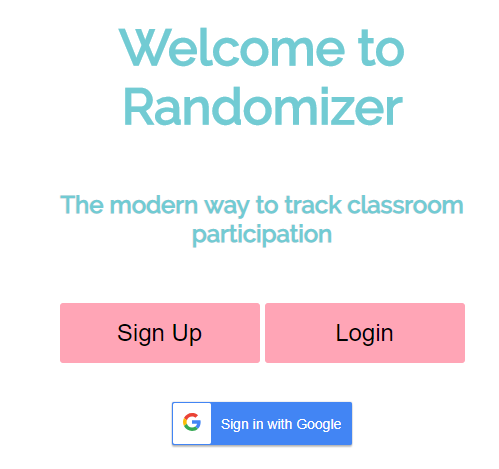 Welcome to
Randomizer
The modern way to track classroom
participation
Sign Up
Login
Sign in with Google